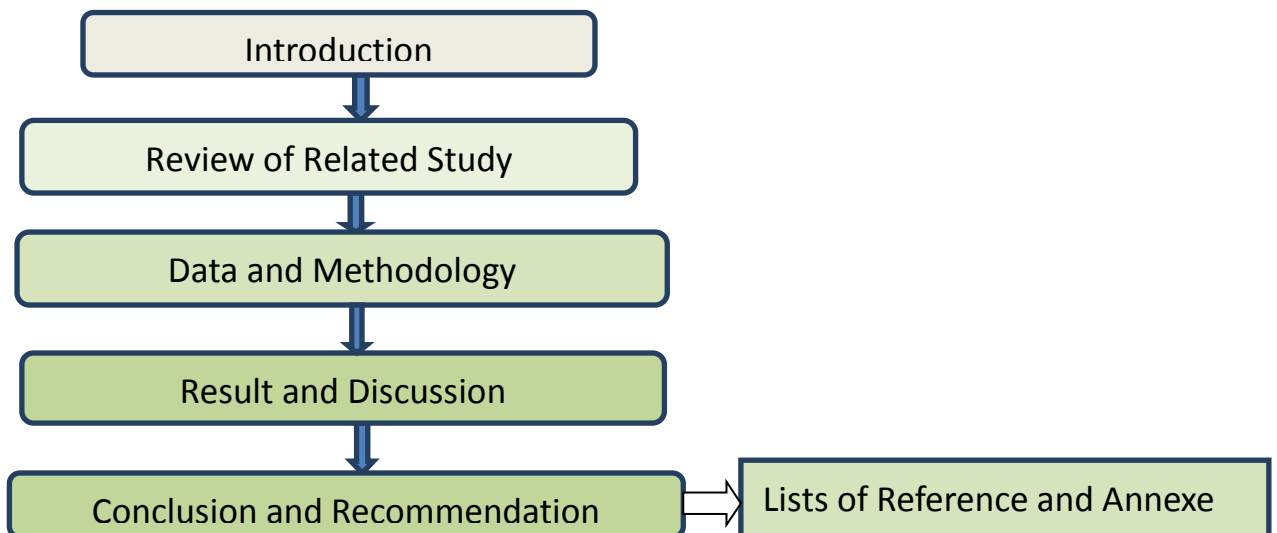 Introduction
Review of Related Study
Data and Methodology
Result and Discussion
Conclusion and Recommendation
Lists of Reference and Annexe